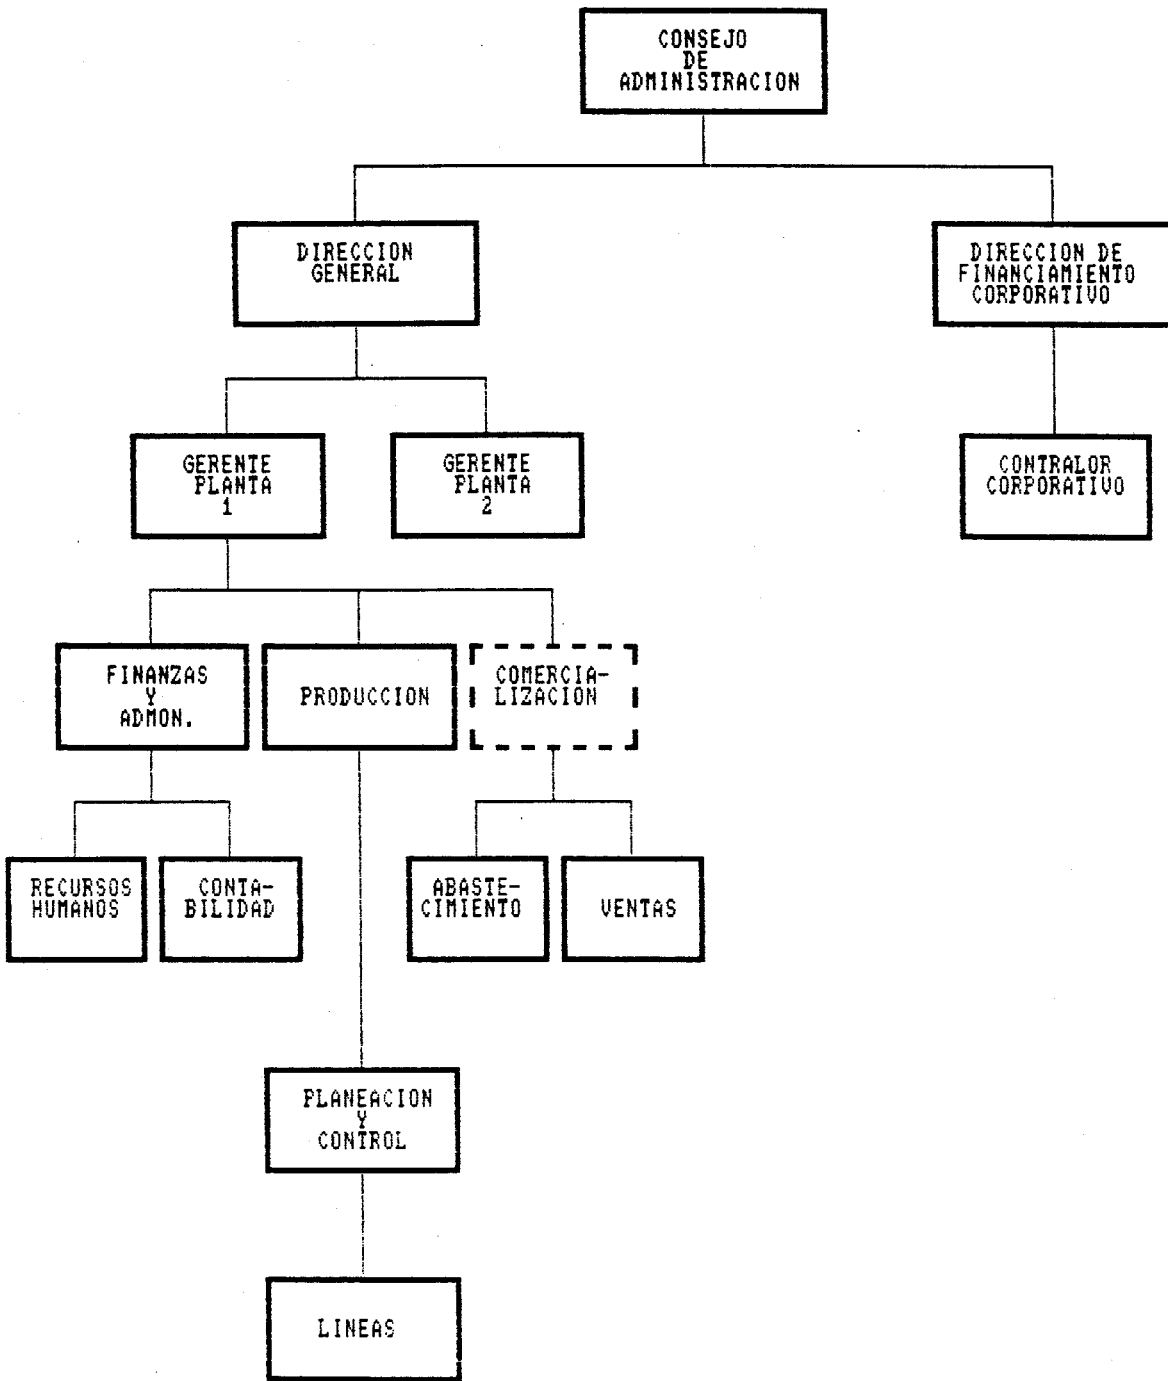 CONSEJO
DE
ADMINISTRACION
DIRECCION
GENERAL
DIRECCION DE
FINANCIAMIENTO
CORPORATIVO
GERENTE
PLANTA
1
GERENTE
PLANTA
2
CONTRALOR
CORPORATIVO
FINANZAS
Y
ADMON.
PRODUCCION
COMERCIA-
LIZACION
RECURSOS
HUMANOS
CONTA-
BILIDAD
ABASTE-
CIMIENTO
VENTAS
PLANEACION
Y
CONTROL
LINEAS